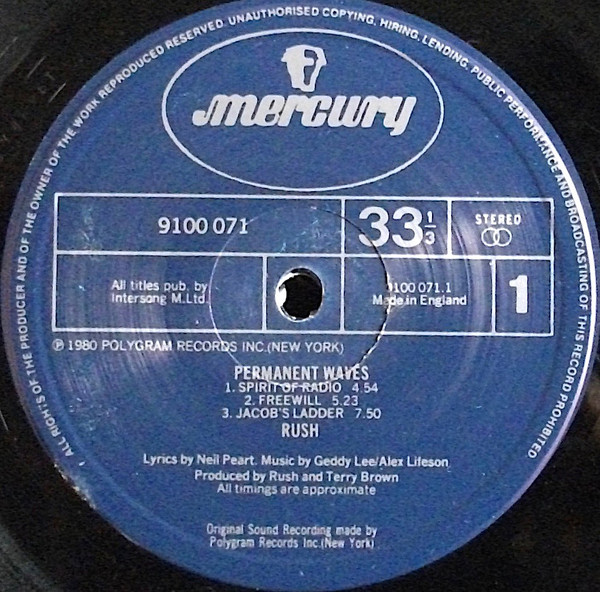 ALL RIGHTS OF THE PRODUCER AND OF THE OWNER OF THE WORK REPRODUCED RESERVED. UNAUTHORISED COPYING, HIRING, LENDING, PUBLIC PERFORMANCE AND BROADCASTING OF THIS RECORD PROHIBITED
mercury
9100 071
33 1/3
STEREO
All titles pub. by
Intersong M.Ltd.
9100 071.1
Made in England
1
℗ 1980 POLYGRAM RECORDS INC.(NEW YORK)
PERMANENT WAVES
1. SPIRIT OF RADIO 4.54
2. FREEWILL 5.23
3. JACOB'S LADDER 7.50
RUSH
Lyrics by Neil Peart. Music by Geddy Lee/Alex Lifeson
Produced by Rush and Terry Brown
All timings are approximate
Original Sound Recording made by
Polygram Records Inc.(New York)